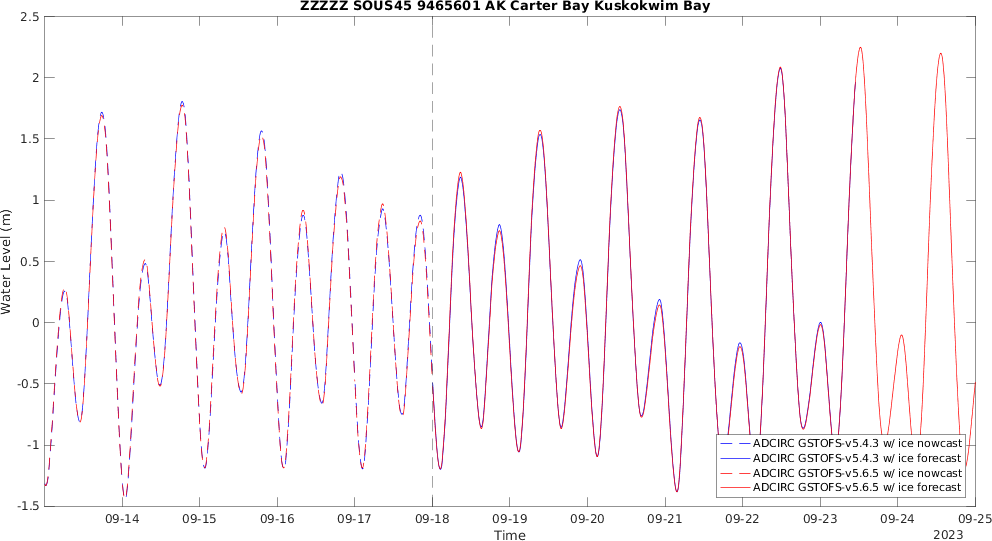 ZZZZZ SOUS45 9465601 AK Carter Bay Kuskokwim Bay
2.5
2
1.5
1
0.5
0
-0.5
-1
-1.5
Water Level (m)
ADCIRC GSTOFS-v5.4.3 w/ ice nowcast
ADCIRC GSTOFS-v5.4.3 w/ ice forecast
ADCIRC GSTOFS-v5.6.5 w/ ice nowcast
ADCIRC GSTOFS-v5.6.5 w/ ice forecast
09-14 09-15 09-16 09-17 09-18 09-19 09-20 09-21 09-22 09-23 09-24 09-25
Time
2023